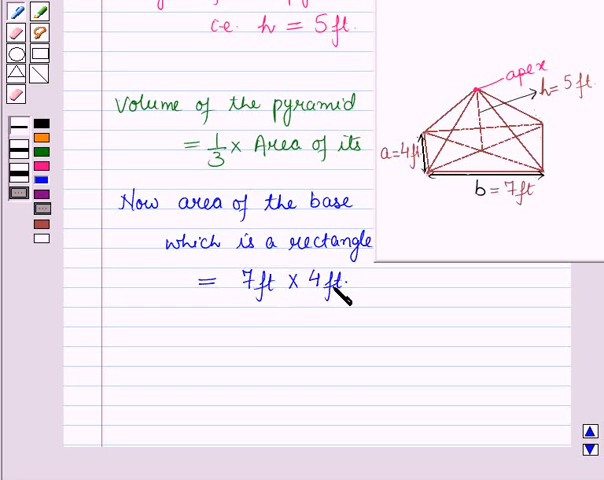 i.e. h = 5ft.
Volume of the pyramid
= 1/3 × Area of its
Now area of the base
which is a rectangle
= 7ft × 4ft.
apex
h = 5ft.
a = 4ft
b = 7ft